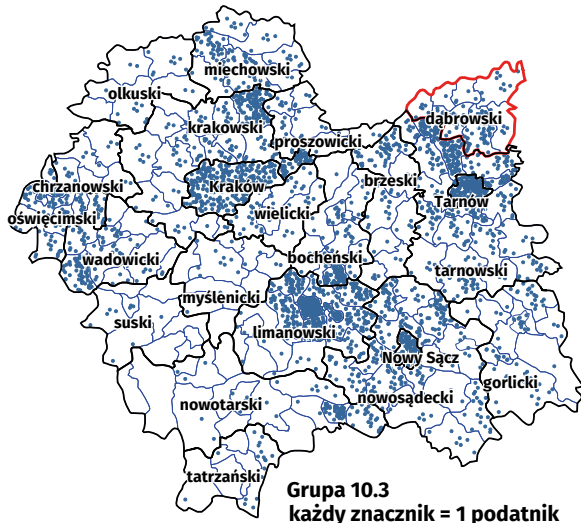 miechowski
olkuski
dąbrowski
krakowski
proszowicki
chrzanowski
Kraków
brzeski
Tarnów
oświęcimski
wielicki
wadowicki
bocheński
tarnowski
myślenicki
suski
limanowski
Nowy Sącz
gorlicki
nowotarski
nowosądecki
tatrzański
Grupa 10.3
każdy znacznik = 1 podatnik